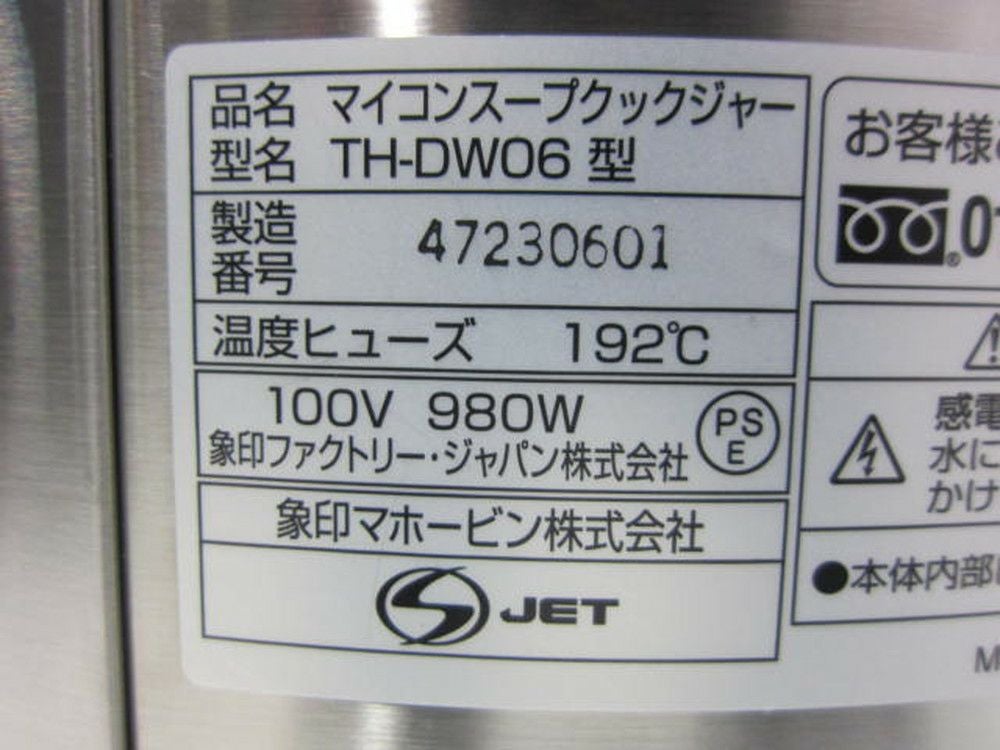 品名 マイコンスープクックジャー
型名 TH-DW06 型
製造
番号
47230601
温度ヒューズ 192℃
100V 980W
象印ファクトリー・ジャパン株式会社
PS
E
象印マホービン株式会社
JET
お客様
0
感電
水に
かけ
●本体内部
M